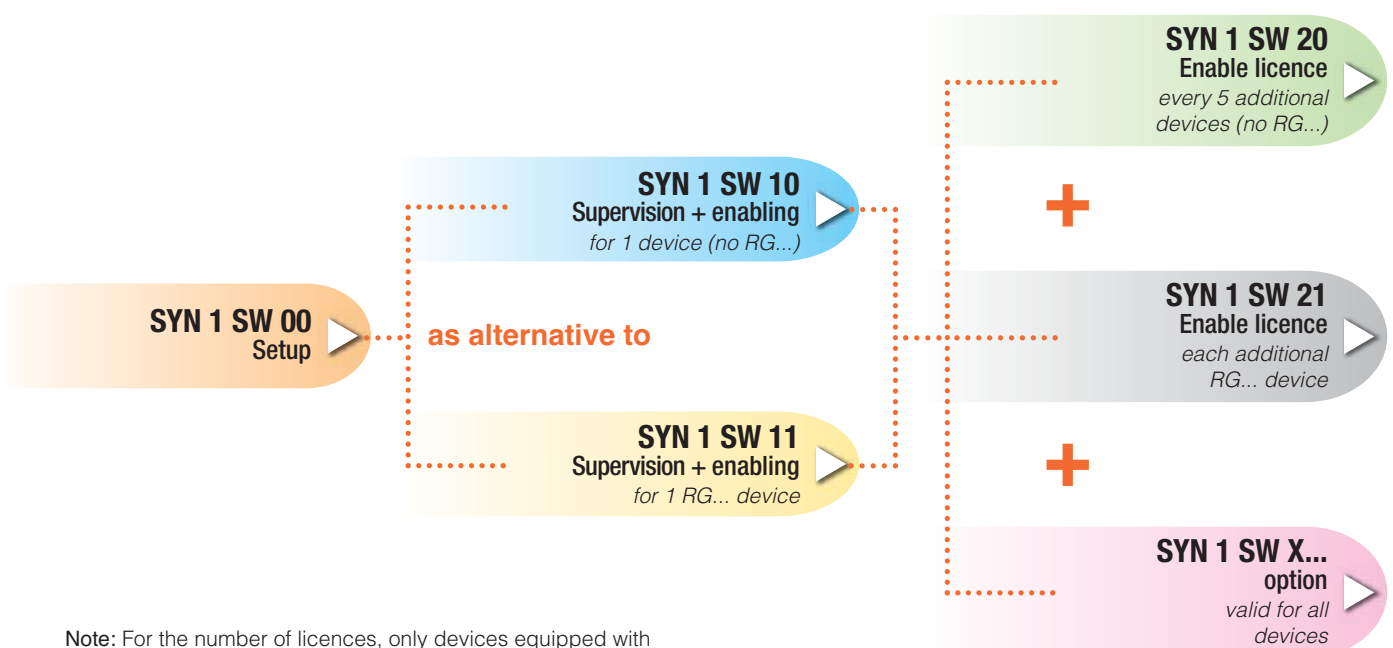 SYN 1 SW 00
Setup
SYN 1 SW 10
Supervision + enabling
for 1 device (no RG...)
as alternative to
SYN 1 SW 11
Supervision + enabling
for 1 RG... device
SYN 1 SW 20
Enable licence
every 5 additional
devices (no RG...)
+
SYN 1 SW 21
Enable licence
each additional
RG... device
+
SYN 1 SW X...
option
valid for all
devices
Note: For the number of licences, only devices equipped with